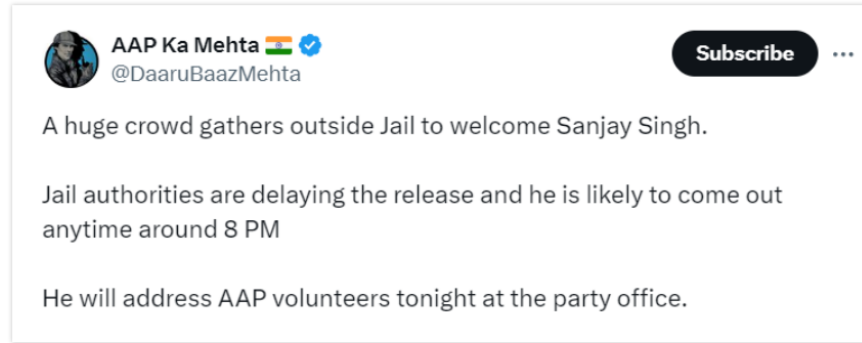 AAP Ka Mehta 🇮🇳
@DaaruBaazMehta
Subscribe
A huge crowd gathers outside Jail to welcome Sanjay Singh.
Jail authorities are delaying the release and he is likely to come out
anytime around 8 PM
He will address AAP volunteers tonight at the party office.